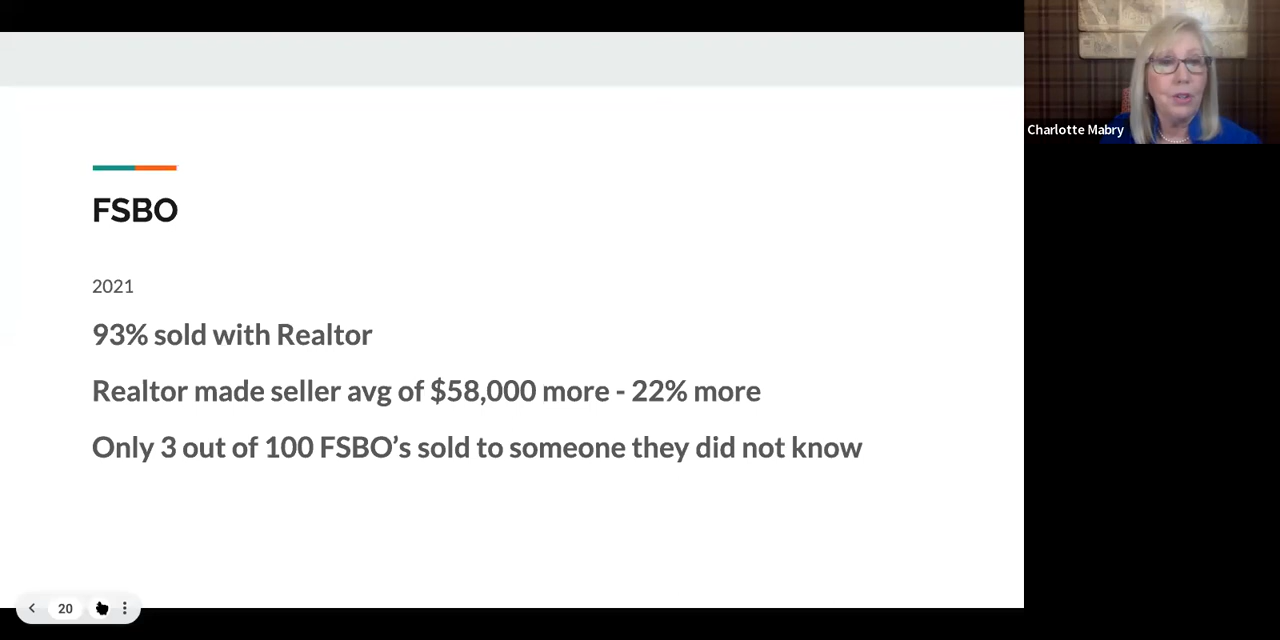 FSBO
2021
93% sold with Realtor
Realtor made seller avg of $58,000 more - 22% more
Only 3 out of 100 FSBO's sold to someone they did not know
20
Charlotte Mabry